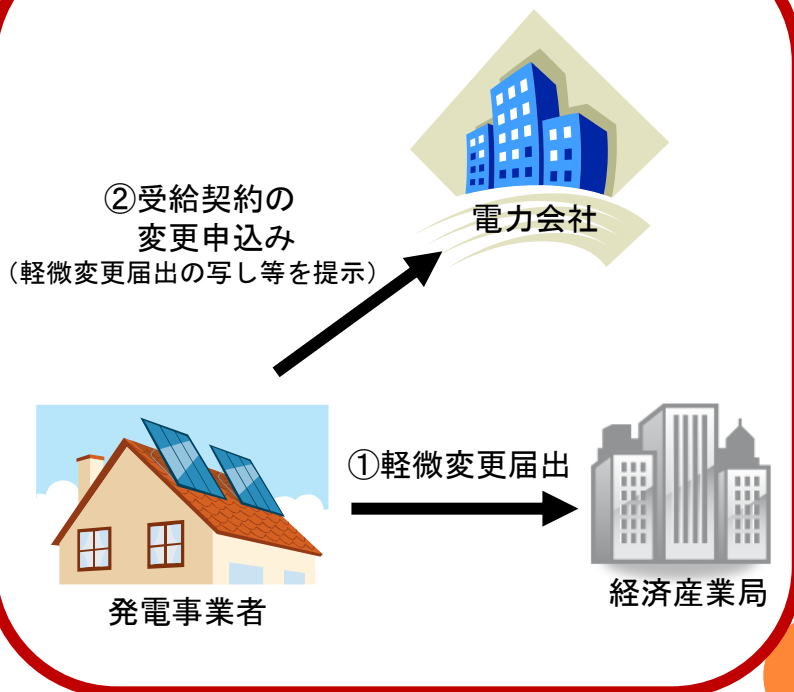 ②受給契約の
変更申込み
（軽微変更届出の写し等を提示）
電力会社
①軽微変更届出
発電事業者
経済産業局